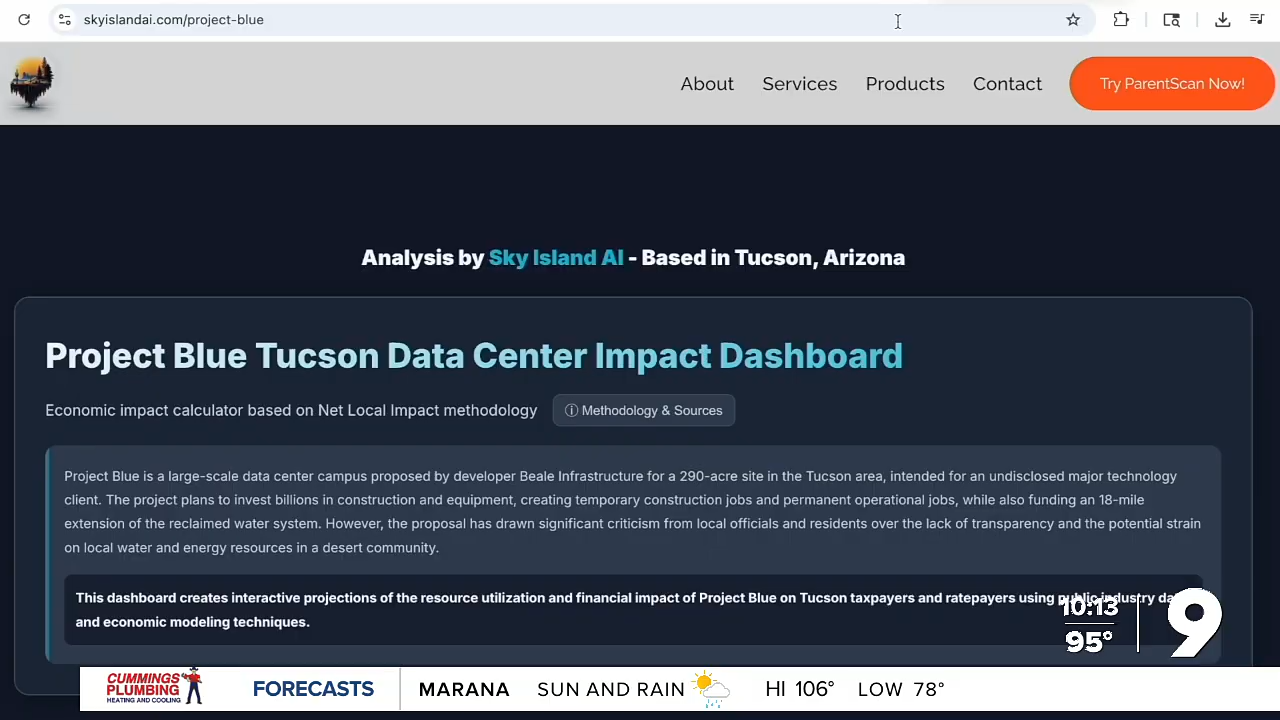 skyislandai.com/project-blue
About Services Products Contact Try ParentScan Now!
Analysis by Sky Island AI - Based in Tucson, Arizona
Project Blue Tucson Data Center Impact Dashboard
Economic impact calculator based on Net Local Impact methodology ⓘ Methodology & Sources
Project Blue is a large-scale data center campus proposed by developer Beale Infrastructure for a 290-acre site in the Tucson area, intended for an undisclosed major technology
client. The project plans to invest billions in construction and equipment, creating temporary construction jobs and permanent operational jobs, while also funding an 18-mile
extension of the reclaimed water system. However, the proposal has drawn significant criticism from local officials and residents over the lack of transparency and the potential strain
on local water and energy resources in a desert community.
This dashboard creates interactive projections of the resource utilization and financial impact of Project Blue on Tucson taxpayers and ratepayers using public industry
and economic modeling techniques.
10:13
95°
9
CUMMINGS
PLUMBING
HEATING AND COOLING
FORECASTS MARANA SUN AND RAIN HI 106° LOW 78°